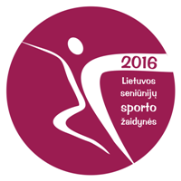 2016
Lietuvos
seniūnijų
sporto
žaidynės